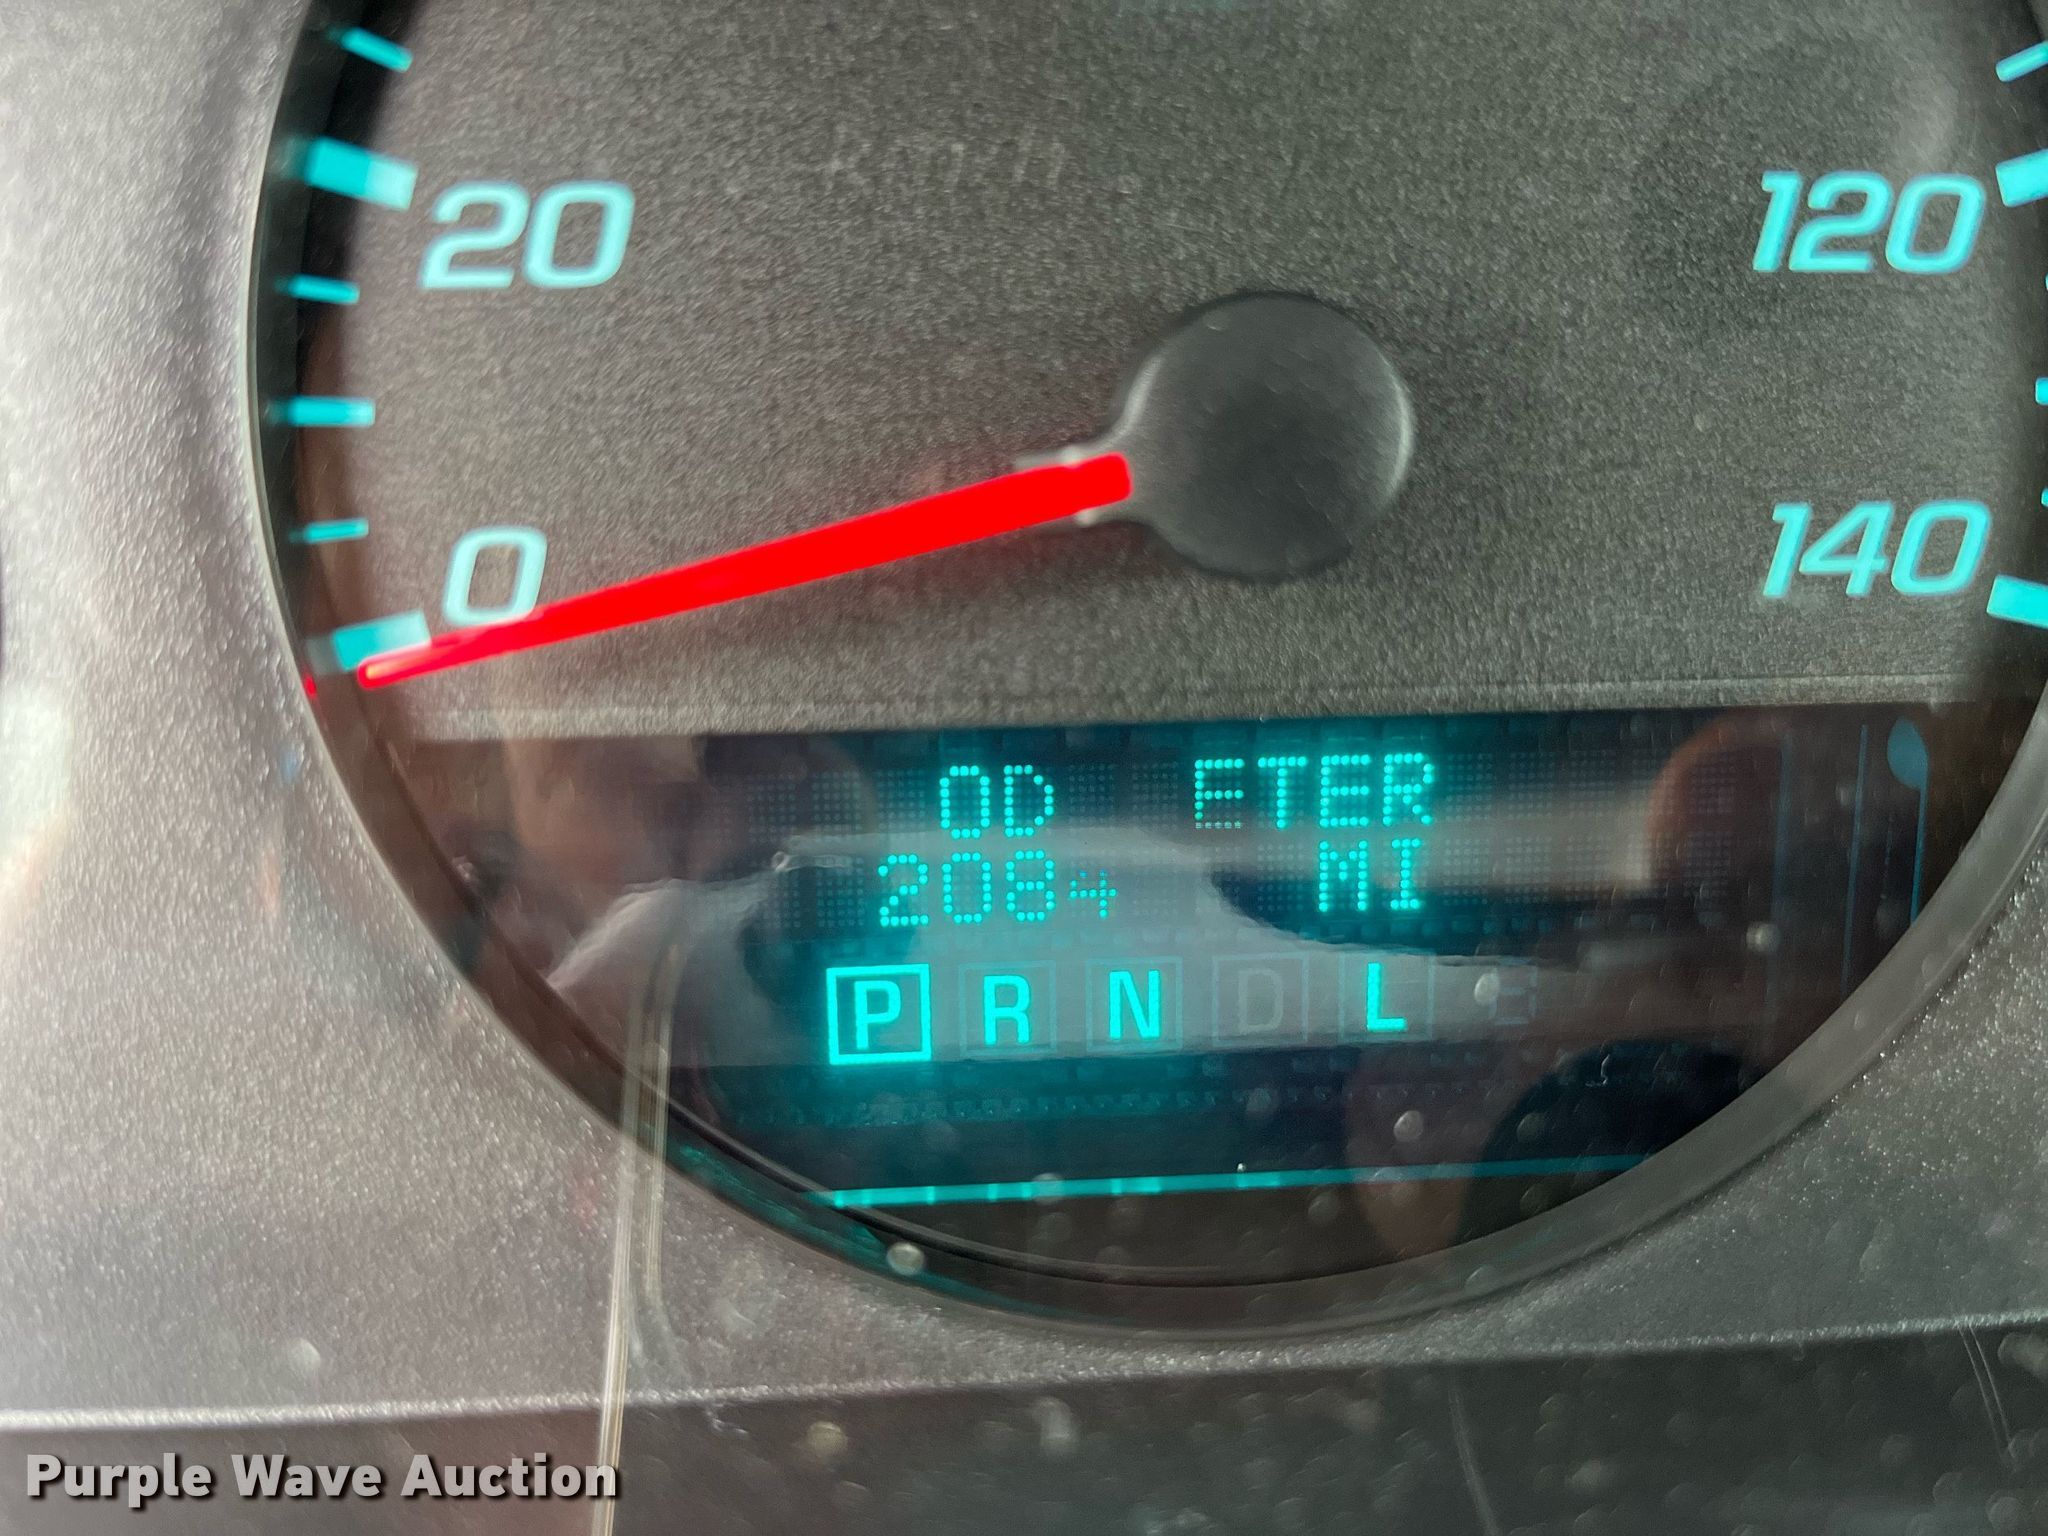 20
120
0
140
OD ETER
2084 MI
P R N D L
Purple Wave Auction